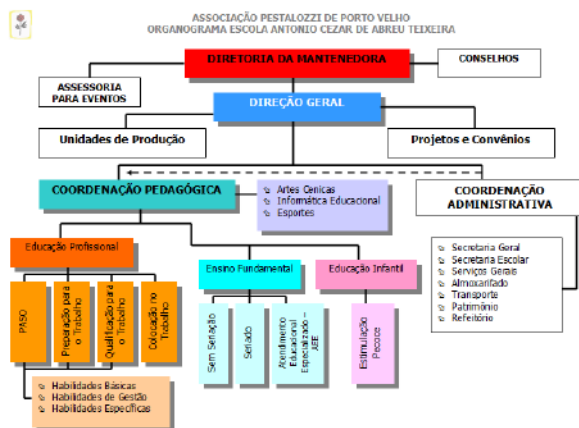 ASSOCIAÇÃO PESTALOZZI DE PORTO VELHO
ORGANOGRAMA ESCOLA ANTONIO CEZAR DE ABREU TEIXEIRA
DIRETORIA DA MANTENEDORA
CONSELHOS
ASSESSORIA
PARA EVENTOS
DIREÇÃO GERAL
Unidades de Produção
Projetos e Convênios
COORDENAÇÃO PEDAGÓGICA
Artes Cenicas
Informática Educacional
Esportes
COORDENAÇÃO
ADMINISTRATIVA
Secretaria Geral
Secretaria Escolar
Serviços Gerais
Almoxarifado
Transporte
Patrimônio
Refeitório
Educação Profissional
Ensino Fundamental
Educação Infantil
PASO
Preparação para
o Trabalho
Qualificação para
o Trabalho
Colocação no
Trabalho
Sem Seriação
Seriado
Atendimento
Educacional
Especializado –
AEE
Estimulação
Precoce
Habilidades Básicas
Habilidades de Gestão
Habilidades Específicas